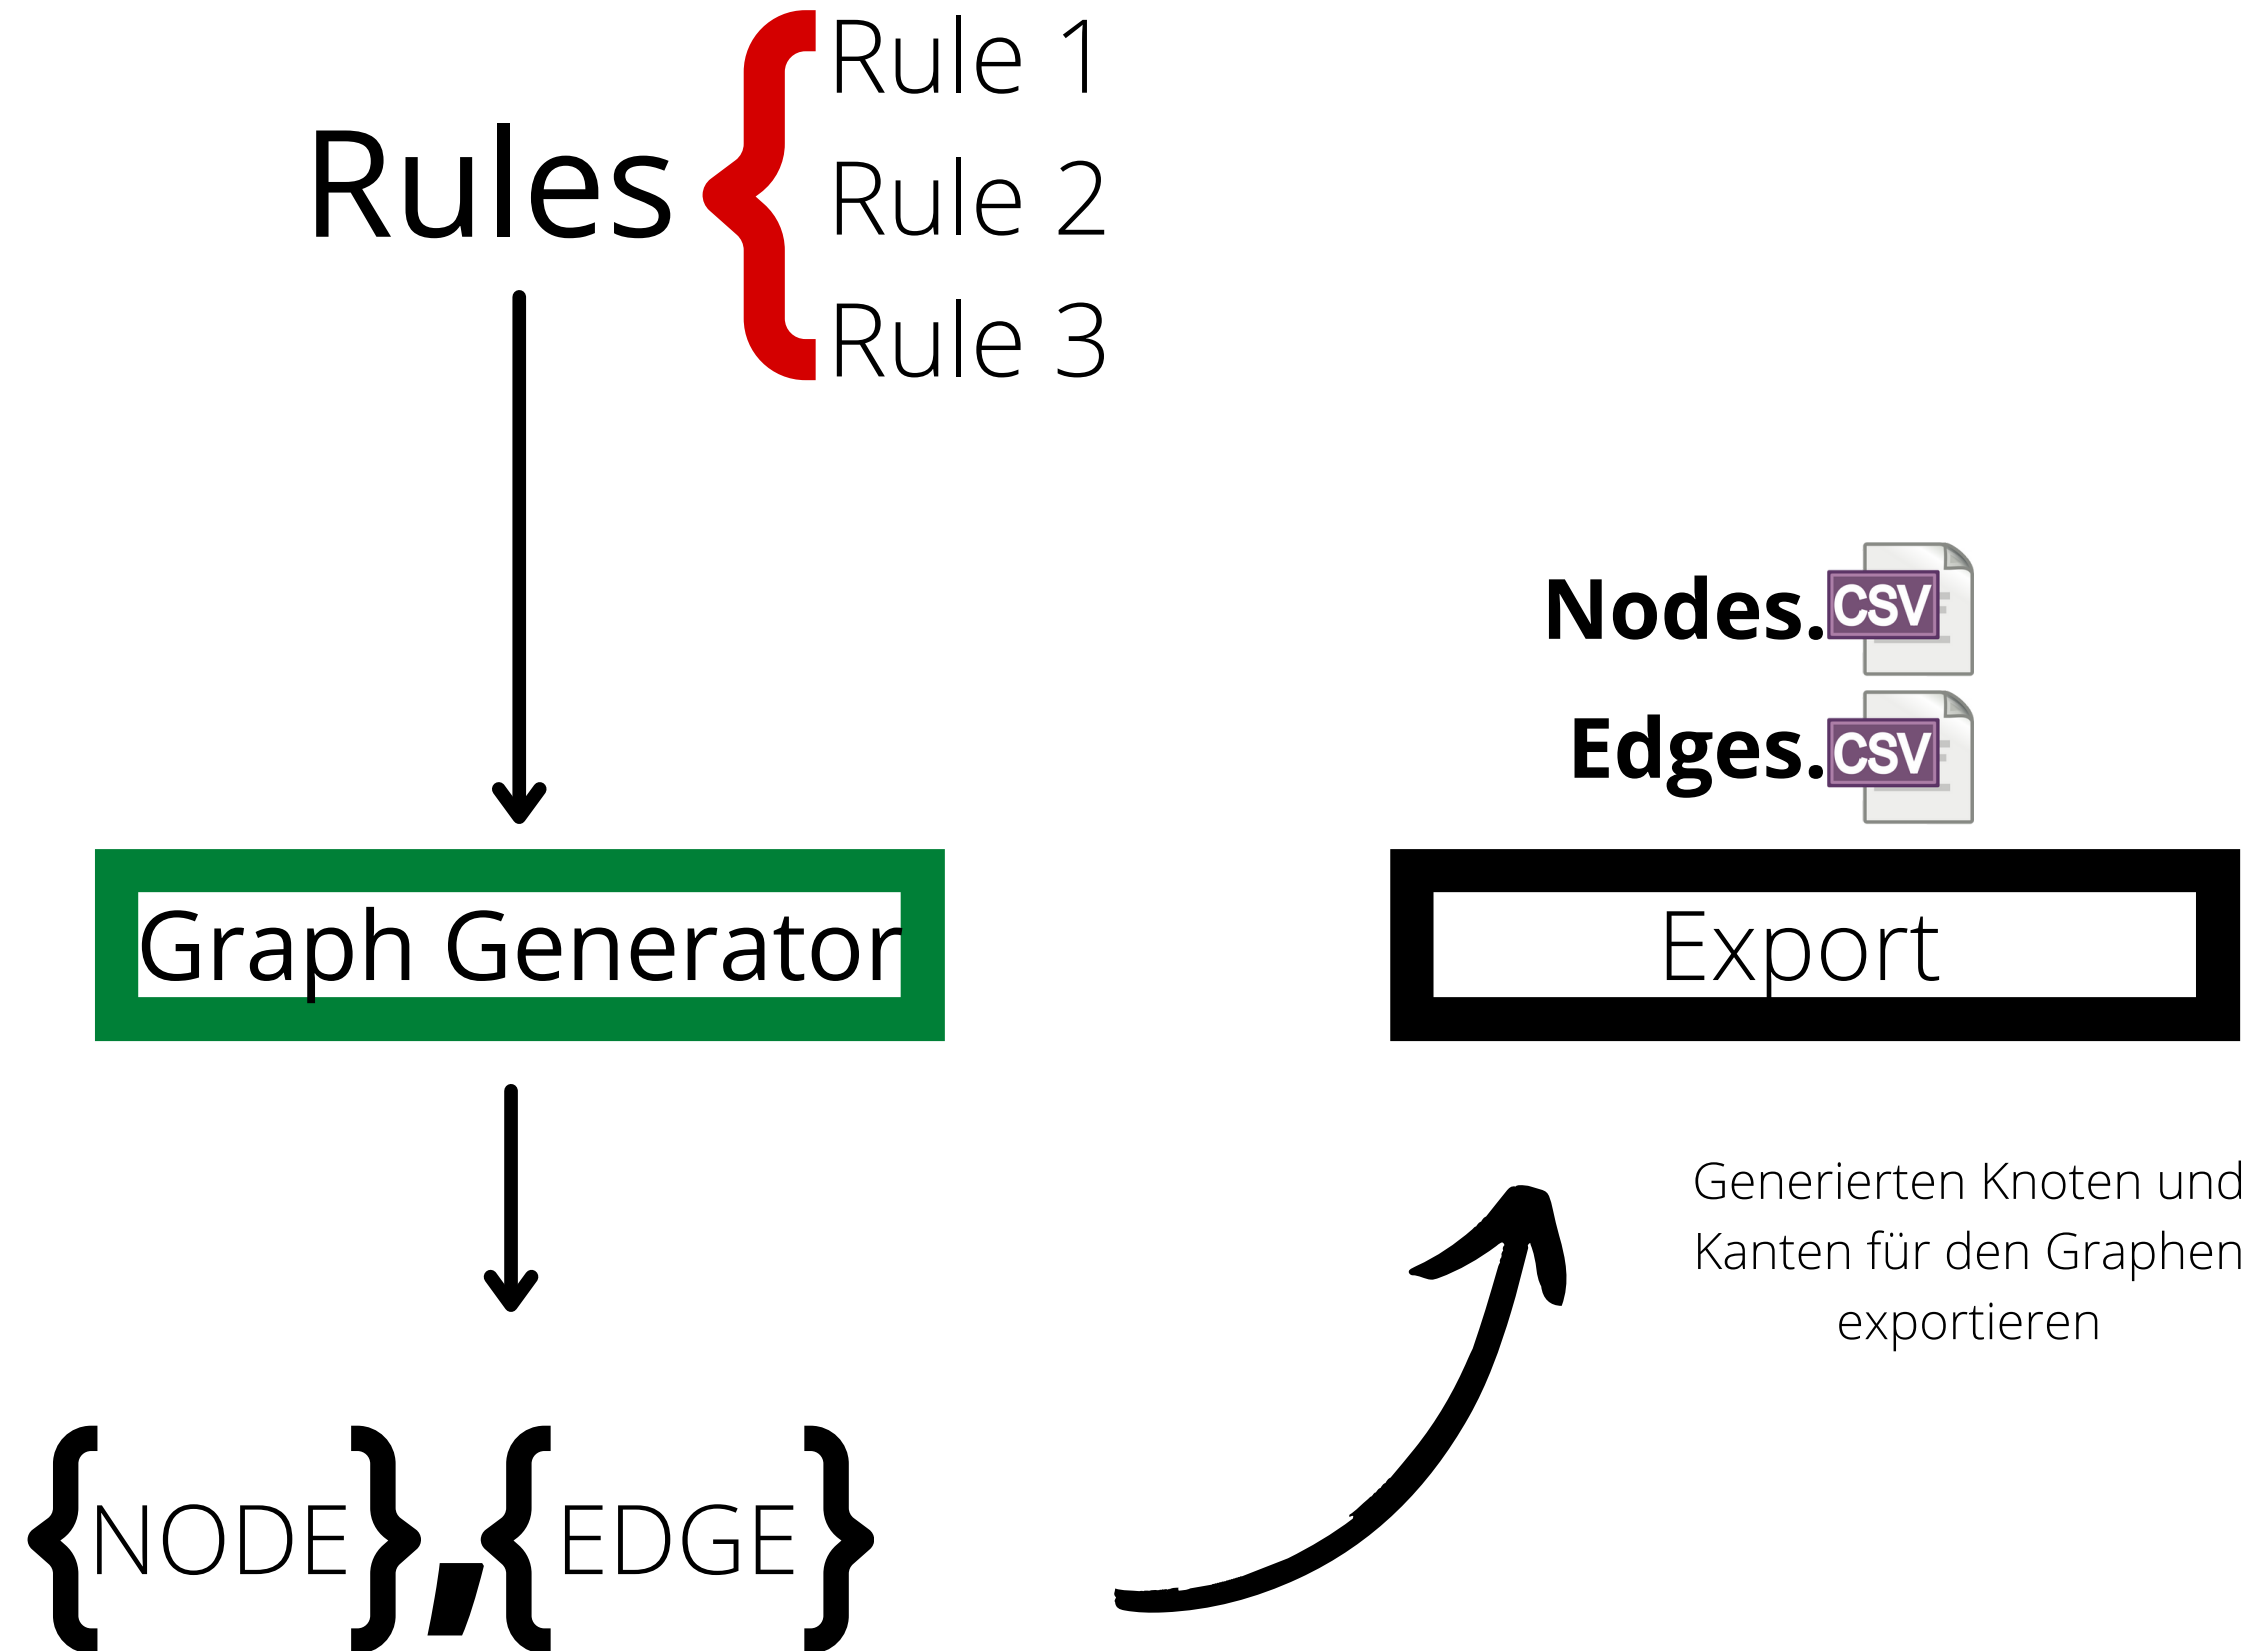 Rules
{
Rule 1
Rule 2
Rule 3
Graph Generator
{NODE},{EDGE}
Nodes.CSV
Edges.CSV
Export
Generierten Knoten und
Kanten für den Graphen
exportieren